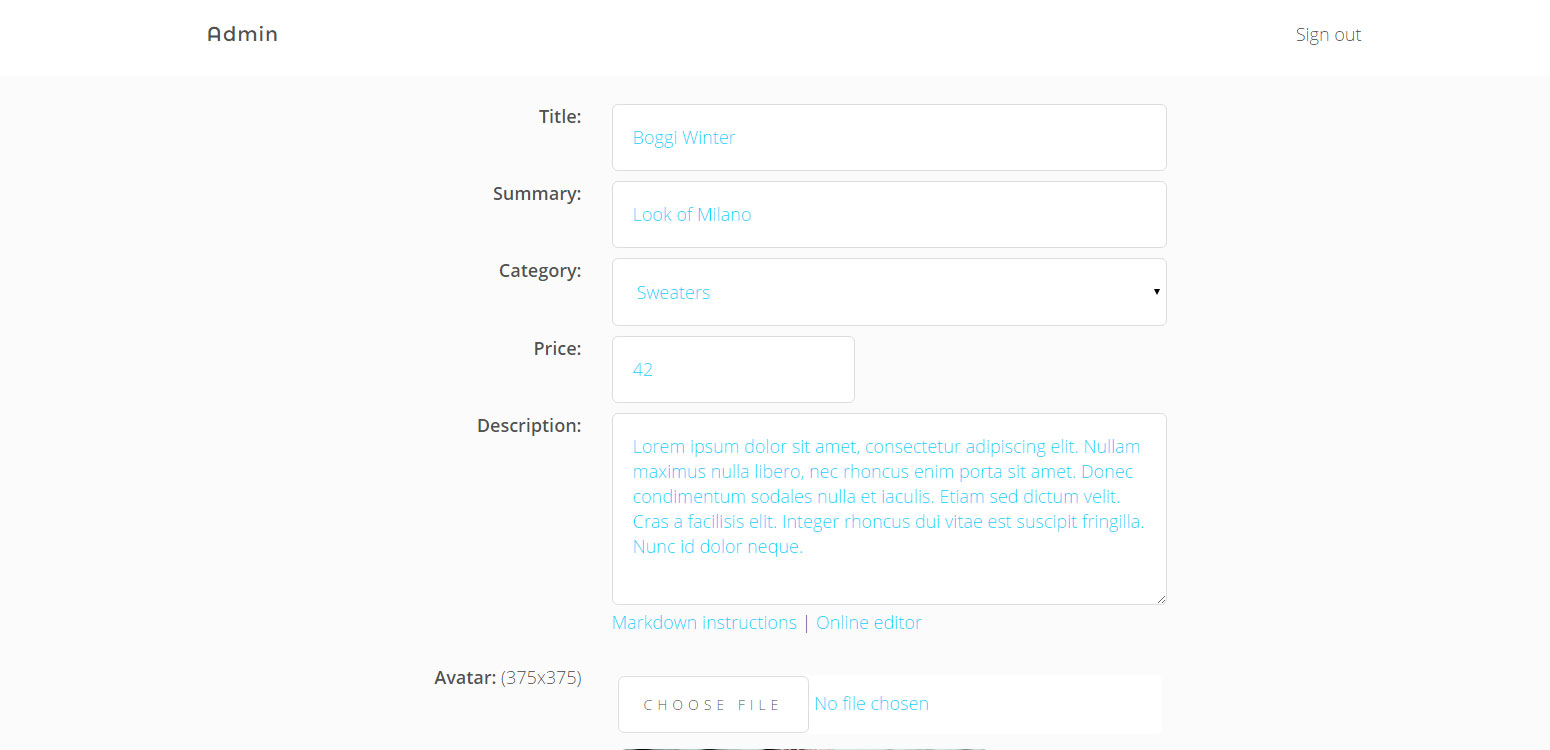 Admin
Sign out
Title:
Boggi Winter
Summary:
Look of Milano
Category:
Sweaters
Price:
42
Description:
Lorem ipsum dolor sit amet, consectetur adipiscing elit. Nullam
maximus nulla libero, nec rhoncus enim porta sit amet. Donec
condimentum sodales nulla et iaculis. Etiam sed dictum velit.
Cras a facilisis elit. Integer rhoncus dui vitae est suscipit fringilla.
Nunc id dolor neque.
Markdown instructions | Online editor
Avatar: (375x375)
CHOOSE FILE No file chosen